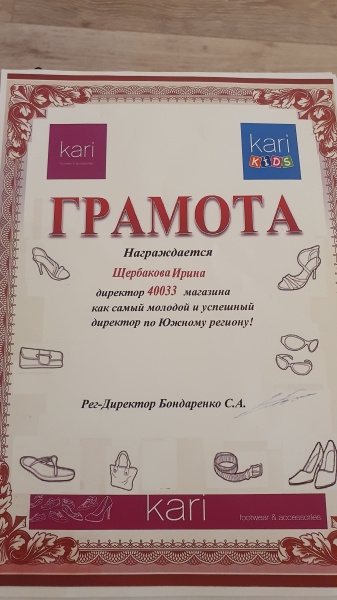 kari
kari
KIDS
ГРАМОТА
Награждается
Щербакова Ирина
директор 40033 магазина
как самый молодой и успешный
директор по Южному региону!
Рег-Директор Бондаренко С.А.
kari
footwear & accessories